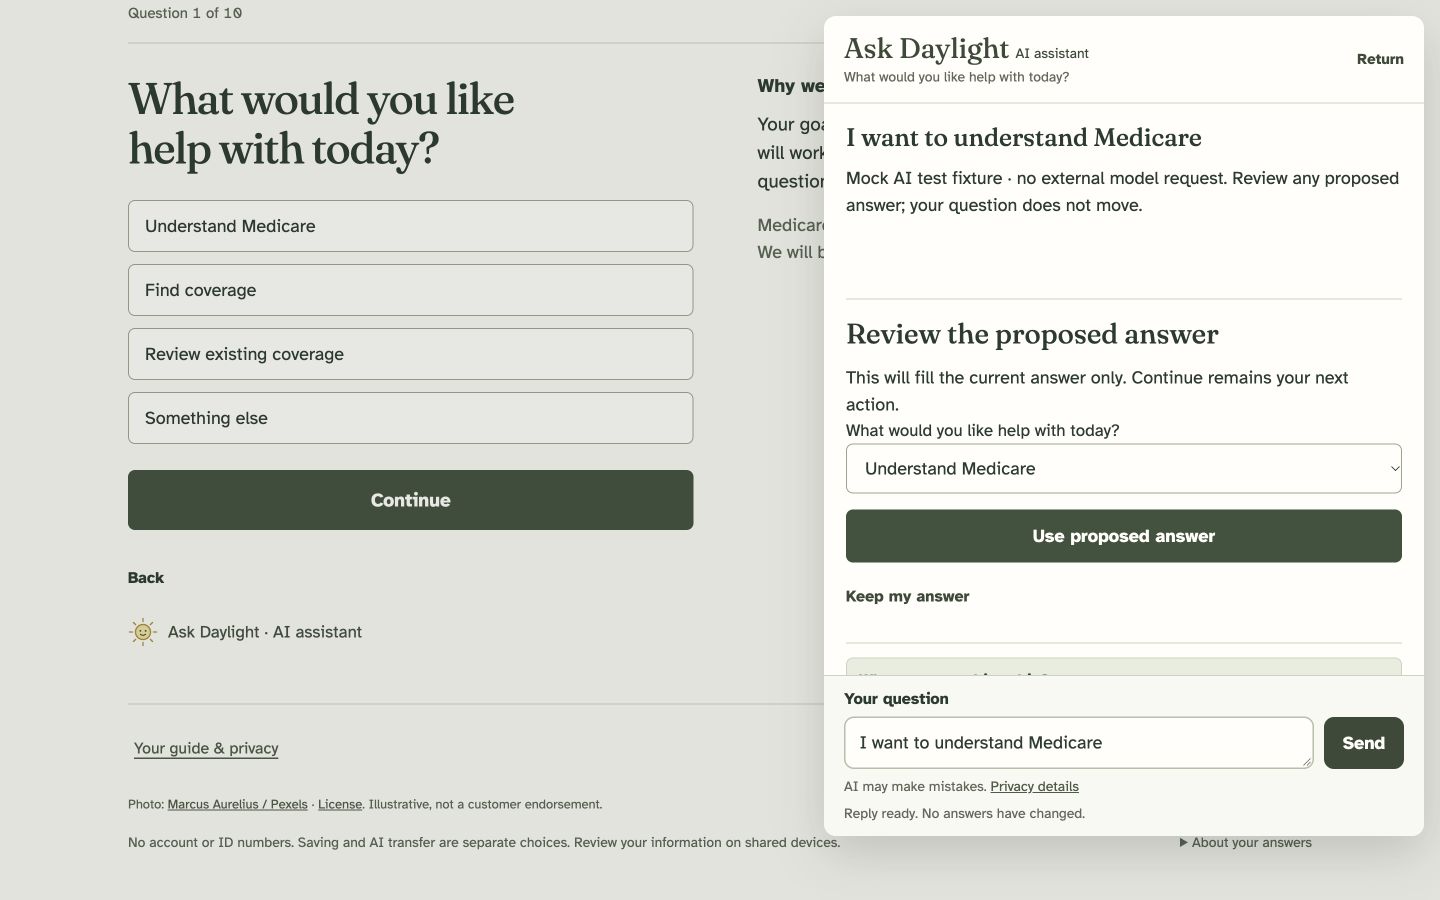 Question 1 of 10
What would you like
help with today?
Understand Medicare
Find coverage
Review existing coverage
Something else
Continue
Back
Ask Daylight · AI assistant
Your guide & privacy
Photo: Marcus Aurelius / Pexels · License. Illustrative, not a customer endorsement.
No account or ID numbers. Saving and AI transfer are separate choices. Review your information on shared devices.
About your answers
Why we
Your
will work
question
Medicare
We will
Ask Daylight AI assistant
What would you like help with today?
Return
I want to understand Medicare
Mock AI test fixture · no external model request. Review any proposed
answer; your question does not move.
Review the proposed answer
This will fill the current answer only. Continue remains your next
action.
What would you like help with today?
Understand Medicare
Use proposed answer
Keep my answer
Your question
I want to understand Medicare
Send
AI may make mistakes. Privacy details
Reply ready. No answers have changed.